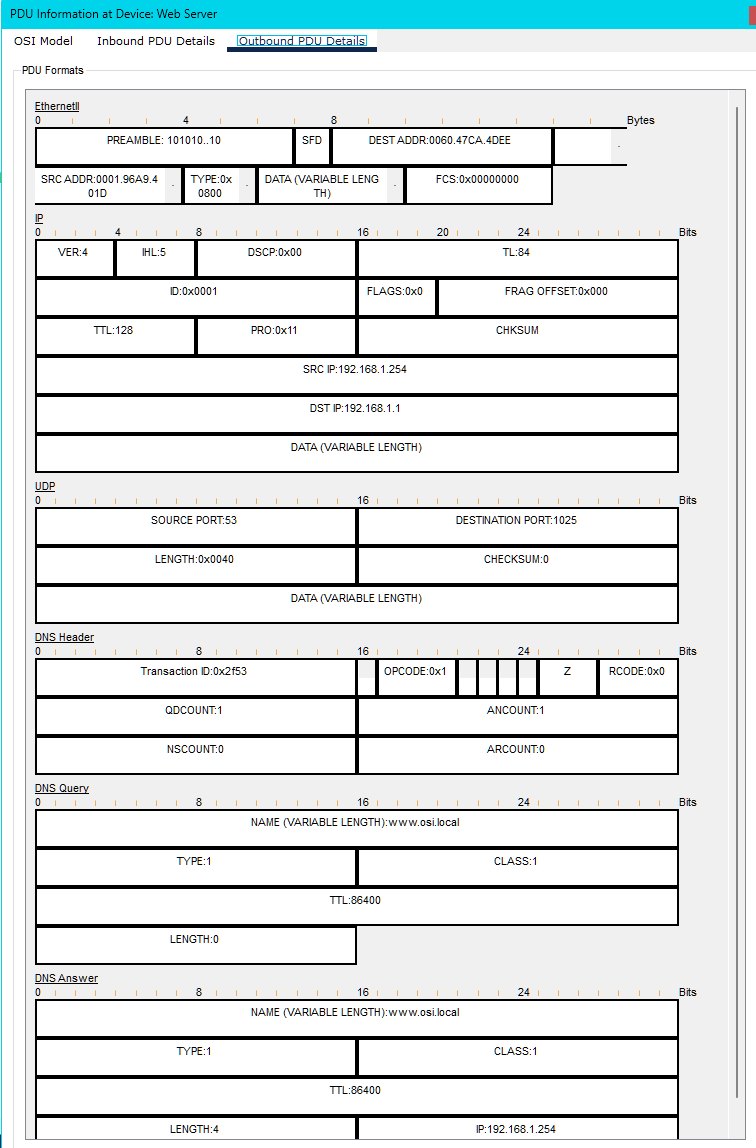 PDU Information at Device: Web Server
OSI Model Inbound PDU Details Outbound PDU Details
PDU Formats
EthernetII
0 4 8 Bytes
PREAMBLE: 101010..10 SFD DEST ADDR:0060.47CA.4DEE
SRC ADDR:0001.96A9.4 TYPE:0x DATA (VARIABLE LENG FCS:0x00000000
01D 0800 TH)
IP
0 4 8 16 20 24 Bits
VER:4 IHL:5 DSCP:0x00 TL:84
ID:0x0001 FLAGS:0x0 FRAG OFFSET:0x000
TTL:128 PRO:0x11 CHKSUM
SRC IP:192.168.1.254
DST IP:192.168.1.1
DATA (VARIABLE LENGTH)
UDP
0 16 Bits
SOURCE PORT:53 DESTINATION PORT:1025
LENGTH:0x0040 CHECKSUM:0
DATA (VARIABLE LENGTH)
DNS Header
0 8 16 24 Bits
Transaction ID:0x2f53 OPCODE:0x1 Z RCODE:0x0
QDCOUNT:1 ANCOUNT:1
NSCOUNT:0 ARCOUNT:0
DNS Query
0 8 16 24 Bits
NAME (VARIABLE LENGTH):www.osi.local
TYPE:1 CLASS:1
TTL:86400
LENGTH:0
DNS Answer
0 8 16 24 Bits
NAME (VARIABLE LENGTH):www.osi.local
TYPE:1 CLASS:1
TTL:86400
LENGTH:4 IP:192.168.1.254